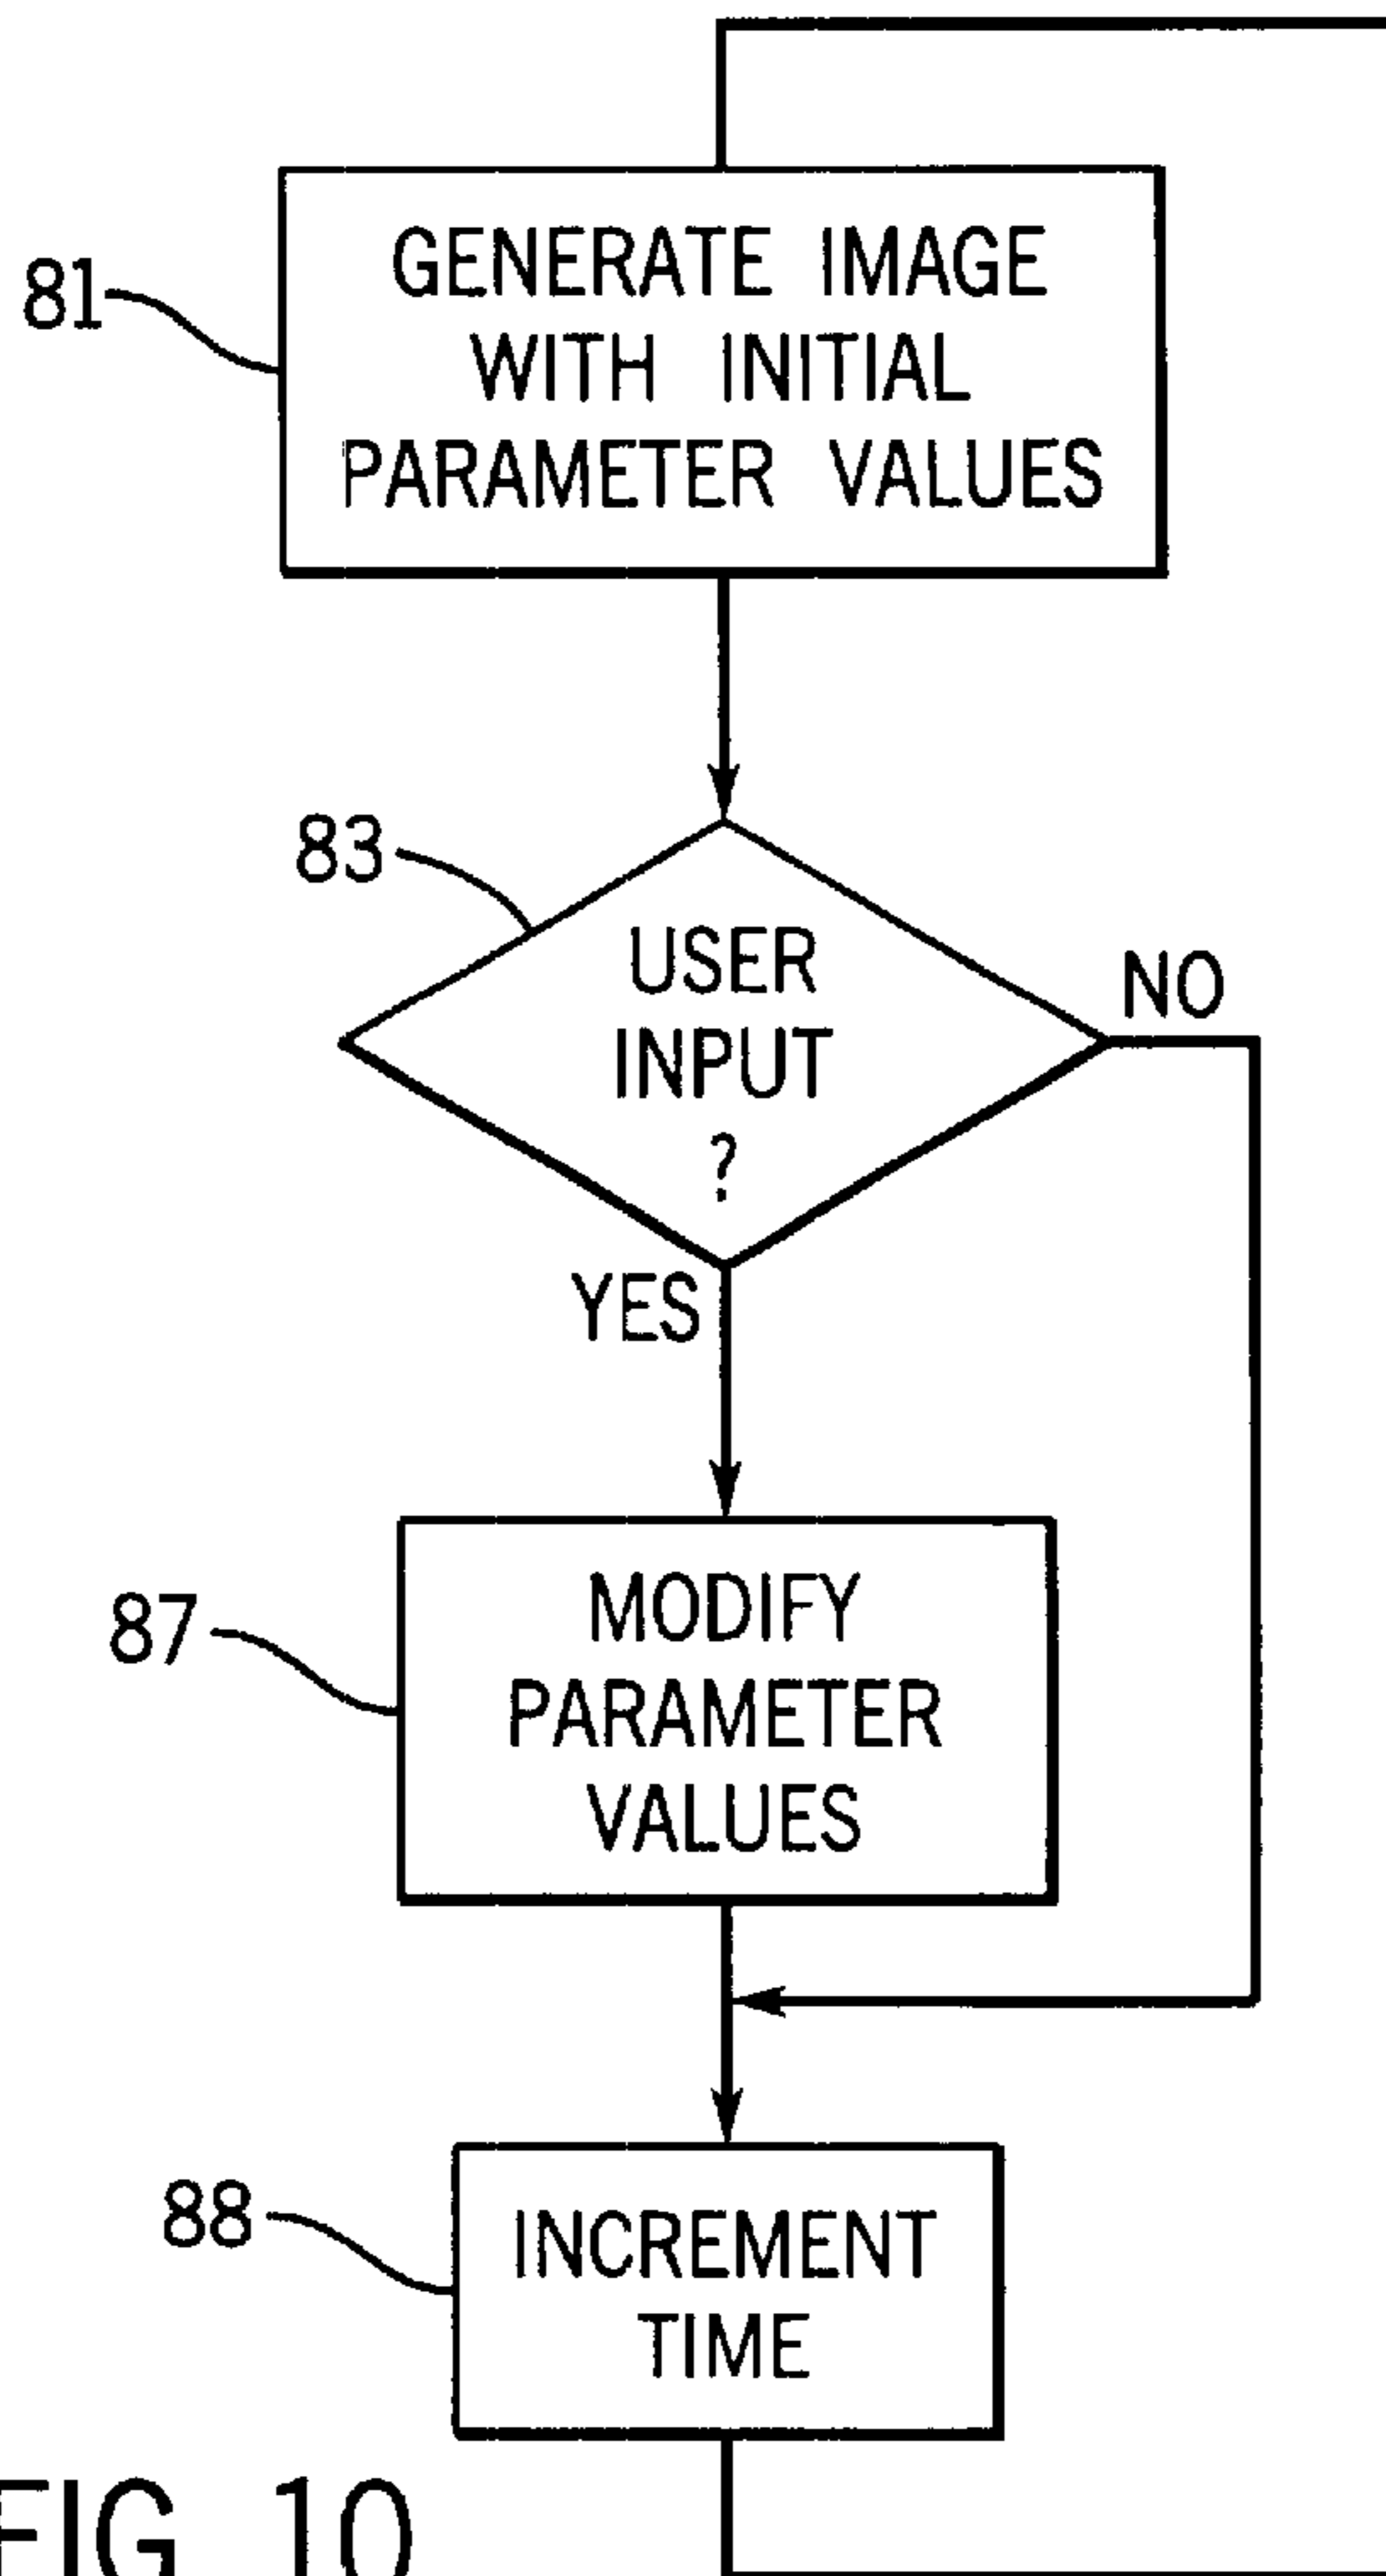 GENERATE IMAGE
WITH INITIAL
PARAMETER VALUES
81
83
USER
INPUT
?
NO
YES
MODIFY
PARAMETER
VALUES
87
88
INCREMENT
TIME
FIG 10